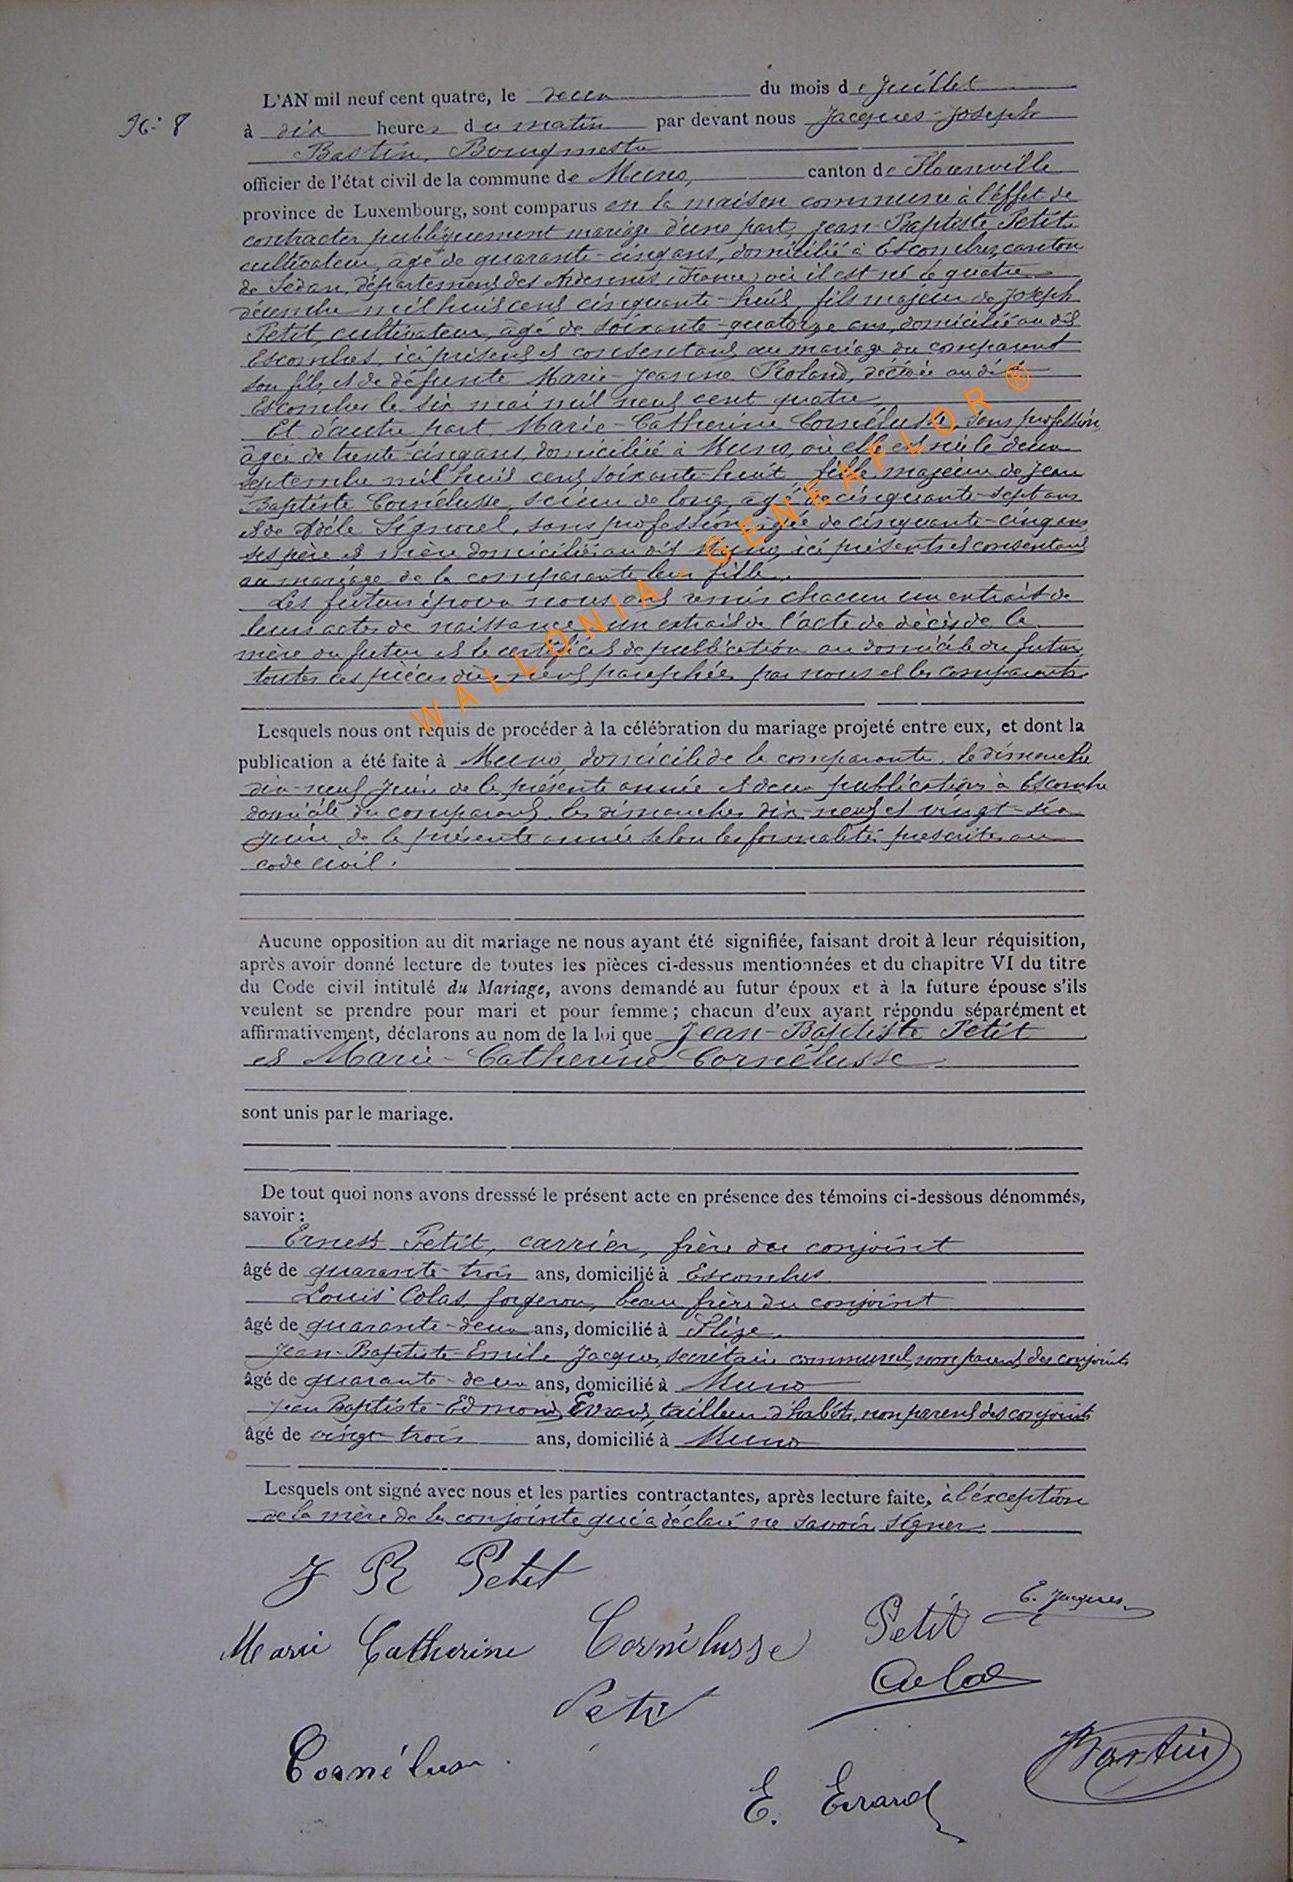 N° 8
L'AN mil neuf cent quatre, le deux du mois de Juillet
à dix heures du matin par devant nous Jacques-Joseph
Bastin, Bourgmestre
officier de l'état civil de la commune de Muno, canton de Florenville
province de Luxembourg, sont comparus en la maison commune à l'effet de
contracter publiquement mariage d'une part, Jean-Baptiste Petit
cultivateur, âgé de quarante-cinq ans, domicilié à Escombres, canton
de Sedan, département des Ardennes (France) où il est né le quatre
décembre mil huit cent cinquante-huit, fils majeur de Joseph
Petit, cultivateur, âgé de soixante-quatorze ans, domicilié au dit
Escombres, ici présent et consentant au mariage du comparant
son fils et de défunte Marie-Jeanne Roland, décédée au dit
Escombres le six mai mil neuf cent quatre
Et d'autre part Marie-Catherine Cornélusse, sans profession,
âgée de trente-cinq ans, domiciliée à Muno, où elle est née le deux
septembre mil huit cent soixante-huit, fille majeure de Jean
Baptiste Cornélusse, scieur de long, âgé de cinquante-sept ans
et de Adèle Signorel, sans profession, âgée de cinquante-cinq ans
ses père et mère domiciliés au dit Muno, ici présents et consentant
au mariage de la comparante leur fille.
Les futurs époux nous ont remis chacun un extrait de
leurs actes de naissance, un extrait de l'acte de décès de la
mère du futur et le certificat de publication au domicile du futur,
toutes ces pièces dûment paraphées par nous et les comparants.
Lesquels nous ont requis de procéder à la célébration du mariage projeté entre eux, et dont la
publication a été faite à Muno, domicile de la comparante, le dimanche
dix-neuf juin de la présente année et deux publications à Escombres
domicile du comparant, les dimanches dix-neuf et vingt-six
juin de la présente année selon les formalités prescrites au
code civil.
Aucune opposition au dit mariage ne nous ayant été signifiée, faisant droit à leur réquisition,
après avoir donné lecture de toutes les pièces ci-dessus mentionnées et du chapitre VI du titre
du Code civil intitulé du Mariage, avons demandé au futur époux et à la future épouse s'ils
veulent se prendre pour mari et pour femme ; chacun d'eux ayant répondu séparément et
affirmativement, déclarons au nom de la loi que Jean-Baptiste Petit
et Marie-Catherine Cornélusse
sont unis par le mariage.
De tout quoi nons avons dresssé le présent acte en présence des témoins ci-dessous dénommés,
savoir :
Ernest Petit, carrier, frère du conjoint
âgé de quarante-trois ans, domicilié à Escombres
Louis Colas, forgeron, beau frère du conjoint
âgé de quarante-deux ans, domicilié à Flize.
Jean-Baptiste-Emile Jacques, secrétaire communal, non parent des conjoints
âgé de quarante-deux ans, domicilié à Muno
Jean Baptiste-Edmond Evrard, tailleur d'habits, non parent des conjoints
âgé de vingt trois ans, domicilié à Muno
Lesquels ont signé avec nous et les parties contractantes, après lecture faite, à l'exception
de la mère de la conjointe qui a déclaré ne savoir signer.
J B Petit
E. Jacques
Marie Catherine Cornélusse Petit
Colas
Petit
Cornélusse
Bastin
E. Evrard
WALLONIA-GENEAFLOR ®